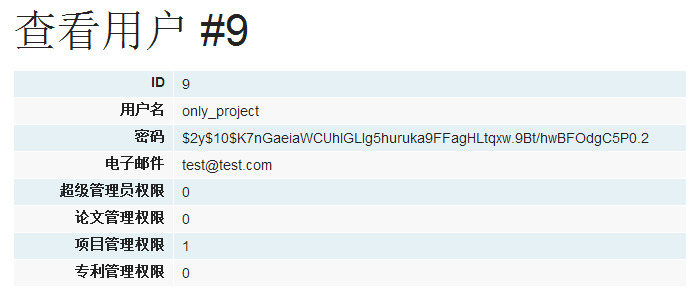 查看用户 #9
ID 9
用户名 only_project
密码 $2y$10$K7nGaeiaWCUhlGLlg5huruka9FFagHLtqxw.9Bt/hwBFOdgC5P0.2
电子邮件 test@test.com
超级管理员权限 0
论文管理权限 0
项目管理权限 1
专利管理权限 0